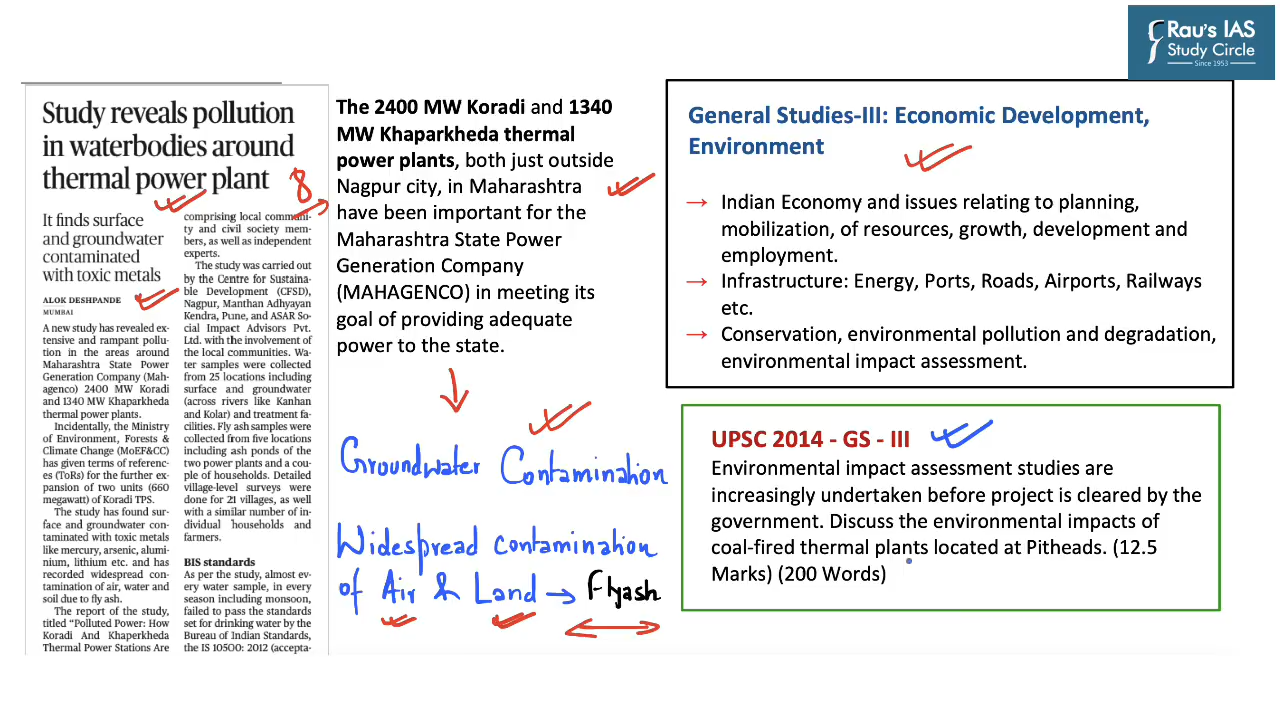 Rau's IAS
Study Circle
Since 1953
Study reveals pollution
in waterbodies around
thermal power plant
8
It finds surface
and groundwater
contaminated
with toxic metals
ALOK DESHPANDE
MUMBAI
A new study has revealed ex-
tensive and rampant pollu-
tion in the areas around
Maharashtra State Power
Generation Company (Mah-
agenco) 2400 MW Koradi
and 1340 MW Khaparkheda
thermal power plants.
Incidentally, the Ministry
of Environment, Forests &
Climate Change (MoEF&CC)
has given terms of referenc-
es (ToRs) for the further ex-
pansion of two units (660
megawatt) of Koradi TPS.
The study has found sur-
face and groundwater con-
taminated with toxic metals
like mercury, arsenic, alumi-
nium, lithium etc. and has
recorded widespread con-
tamination of air, water and
soil due to fly ash.
The report of the study,
titled “Polluted Power: How
Koradi And Khaperkheda
Thermal Power Stations Are
comprising local communi-
ty and civil society mem-
bers, as well as independent
experts.
The study was carried out
by the Centre for Sustaina-
ble Development (CFSD),
Nagpur, Manthan Adhyayan
Kendra, Pune, and ASAR So-
cial Impact Advisors Pvt.
Ltd. with the involvement of
the local communities. Wa-
ter samples were collected
from 25 locations including
surface and groundwater
(across rivers like Kanhan
and Kolar) and treatment fa-
cilities. Fly ash samples were
collected from five locations
including ash ponds of the
two power plants and a cou-
ple of households. Detailed
village-level surveys were
done for 21 villages, as well
with a similar number of in-
dividual households and
farmers.
BIS standards
As per the study, almost ev-
ery water sample, in every
season including monsoon,
failed to pass the standards
set for drinking water by the
Bureau of Indian Standards,
the IS 10500: 2012 (accepta-
The 2400 MW Koradi and 1340
MW Khaparkheda thermal
power plants, both just outside
Nagpur city, in Maharashtra
have been important for the
Maharashtra State Power
Generation Company
(MAHAGENCO) in meeting its
goal of providing adequate
power to the state.
Groundwater Contamination
Widespread contamination
of Air & Land → Flyash
General Studies-III: Economic Development,
Environment
→ Indian Economy and issues relating to planning,
mobilization, of resources, growth, development and
employment.
→ Infrastructure: Energy, Ports, Roads, Airports, Railways
etc.
→ Conservation, environmental pollution and degradation,
environmental impact assessment.
UPSC 2014 - GS - III
Environmental impact assessment studies are
increasingly undertaken before project is cleared by the
government. Discuss the environmental impacts of
coal-fired thermal plants located at Pitheads. (12.5
Marks) (200 Words)